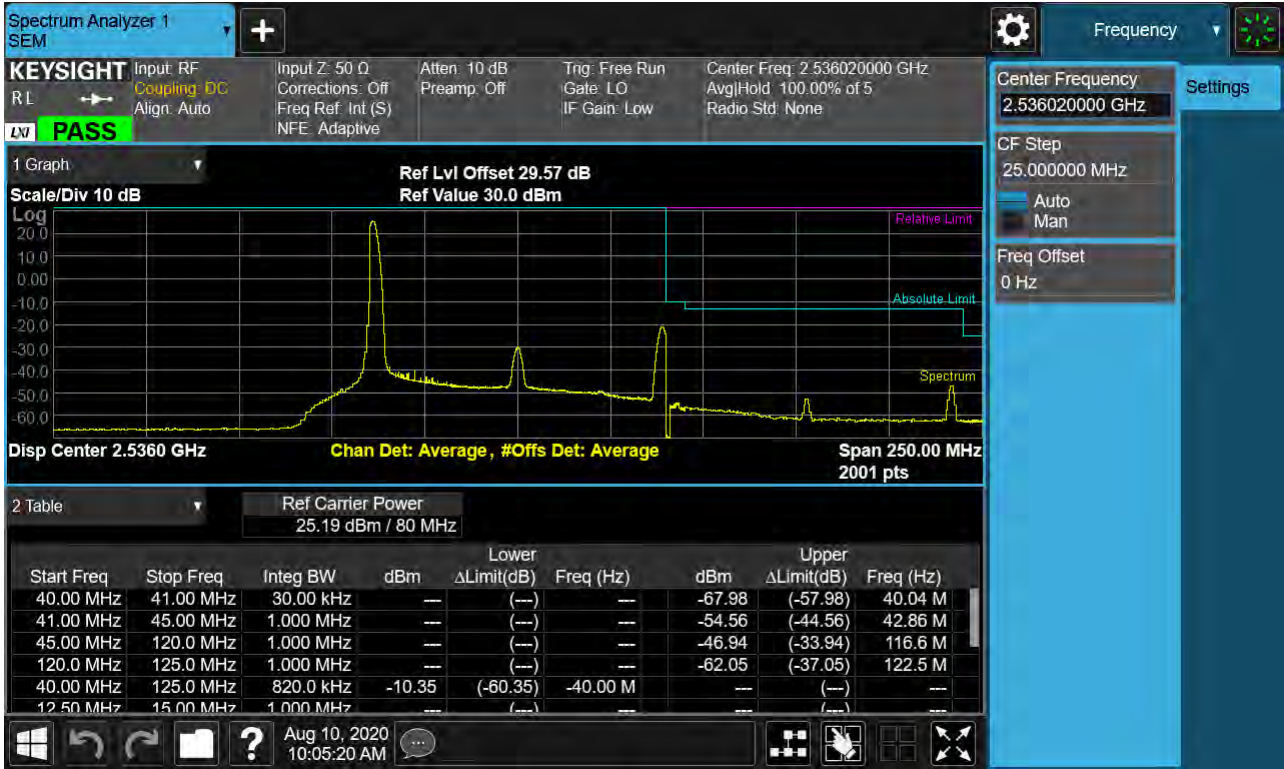 Spectrum Analyzer 1
SEM
+
Frequency
KEYSIGHT
R L
LXI PASS
Input: RF
Coupling: DC
Align: Auto
Input Z: 50 Ω
Corrections: Off
Freq Ref: Int (S)
NFE: Adaptive
Atten: 10 dB
Preamp: Off
Trig: Free Run
Gate: LO
IF Gain: Low
Center Freq: 2.536020000 GHz
Avg|Hold: 100.00% of 5
Radio Std: None
Center Frequency
2.536020000 GHz
Settings
CF Step
25.000000 MHz
Auto
Man
Freq Offset
0 Hz
1 Graph
Scale/Div 10 dB
Ref Lvl Offset 29.57 dB
Ref Value 30.0 dBm
Log
20.0
10.0
0.00
-10.0
-20.0
-30.0
-40.0
-50.0
-60.0
Relative Limit
Absolute Limit
Spectrum
Disp Center 2.5360 GHz
Chan Det: Average , #Offs Det: Average
Span 250.00 MHz
2001 pts
2 Table
Ref Carrier Power
25.19 dBm / 80 MHz
Lower Upper
Start Freq Stop Freq Integ BW dBm ΔLimit(dB) Freq (Hz) dBm ΔLimit(dB) Freq (Hz)
40.00 MHz 41.00 MHz 30.00 kHz --- (---) --- -67.98 (-57.98) 40.04 M
41.00 MHz 45.00 MHz 1.000 MHz --- (---) --- -54.56 (-44.56) 42.86 M
45.00 MHz 120.0 MHz 1.000 MHz --- (---) --- -46.94 (-33.94) 116.6 M
120.0 MHz 125.0 MHz 1.000 MHz --- (---) --- -62.05 (-37.05) 122.5 M
40.00 MHz 125.0 MHz 820.0 kHz -10.35 (-60.35) -40.00 M --- (---) ---
12.50 MHz 15.00 MHz 1.000 MHz --- (---) --- --- (---) ---
?
Aug 10, 2020
10:05:20 AM